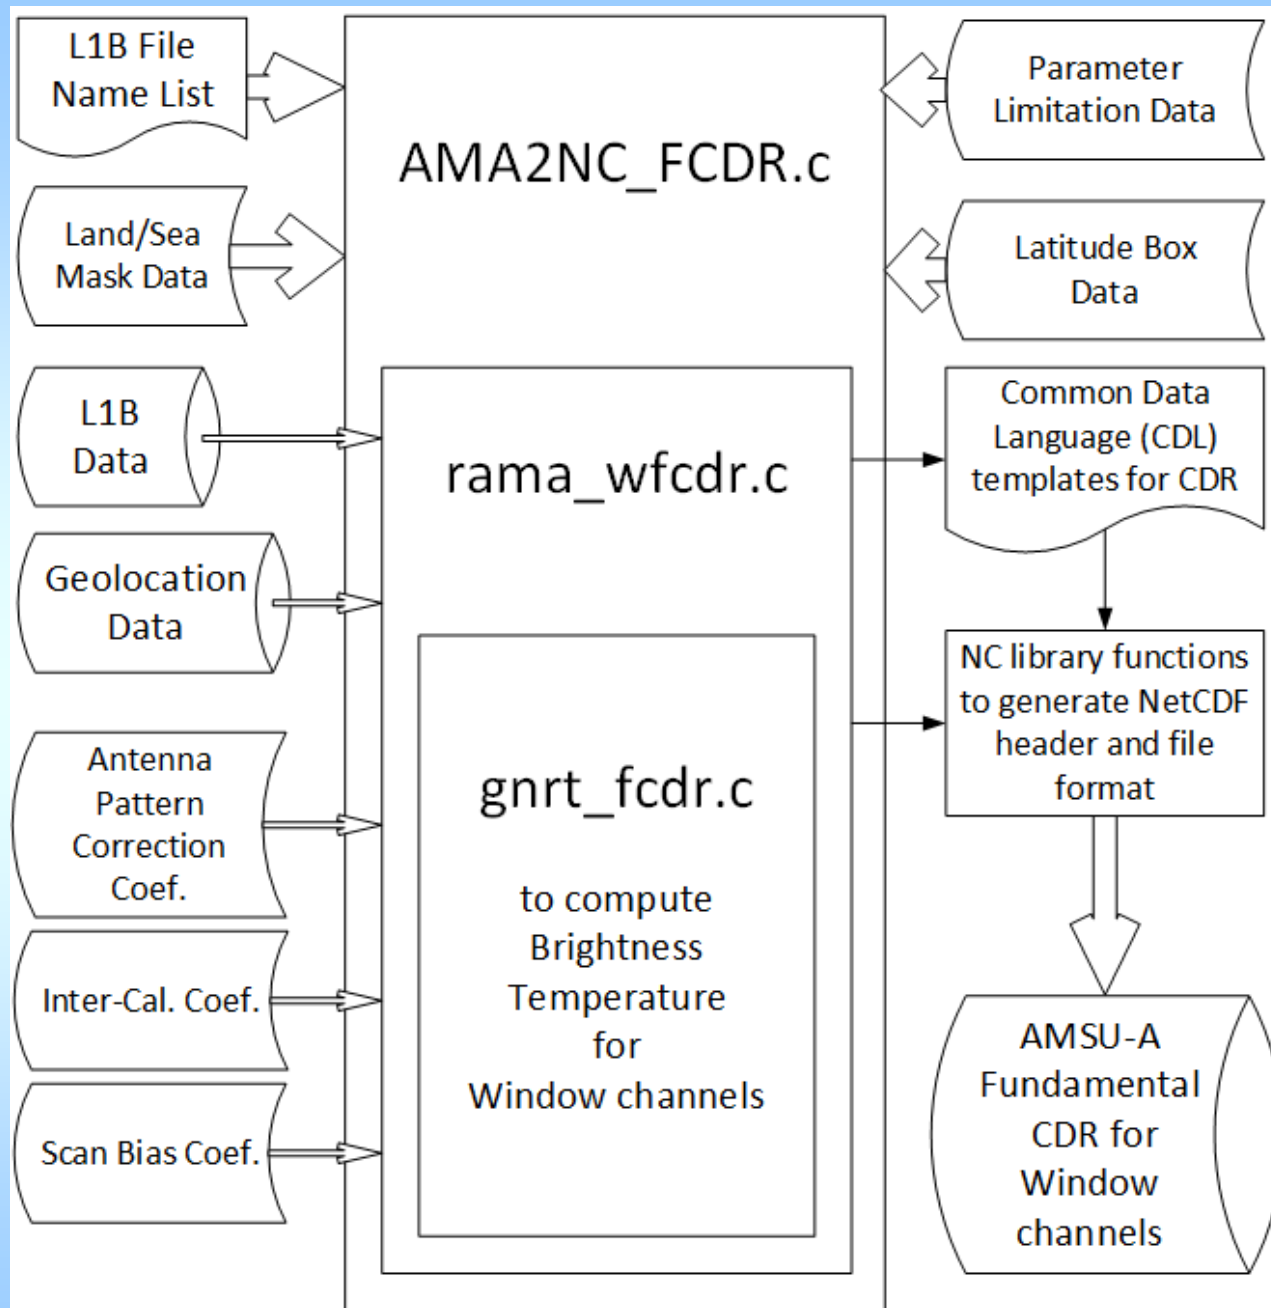 L1B File
Name List
Land/Sea
Mask Data
L1B
Data
Geolocation
Data
Antenna
Pattern
Correction
Coef.
Inter-Cal. Coef.
Scan Bias Coef.
AMA2NC_FCDR.c
rama_wfcdr.c
gnrt_fcdr.c
to compute
Brightness
Temperature
for
Window channels
Parameter
Limitation Data
Latitude Box
Data
Common Data
Language (CDL)
templates for CDR
NC library functions
to generate NetCDF
header and file
format
AMSU-A
Fundamental
CDR for
Window
channels